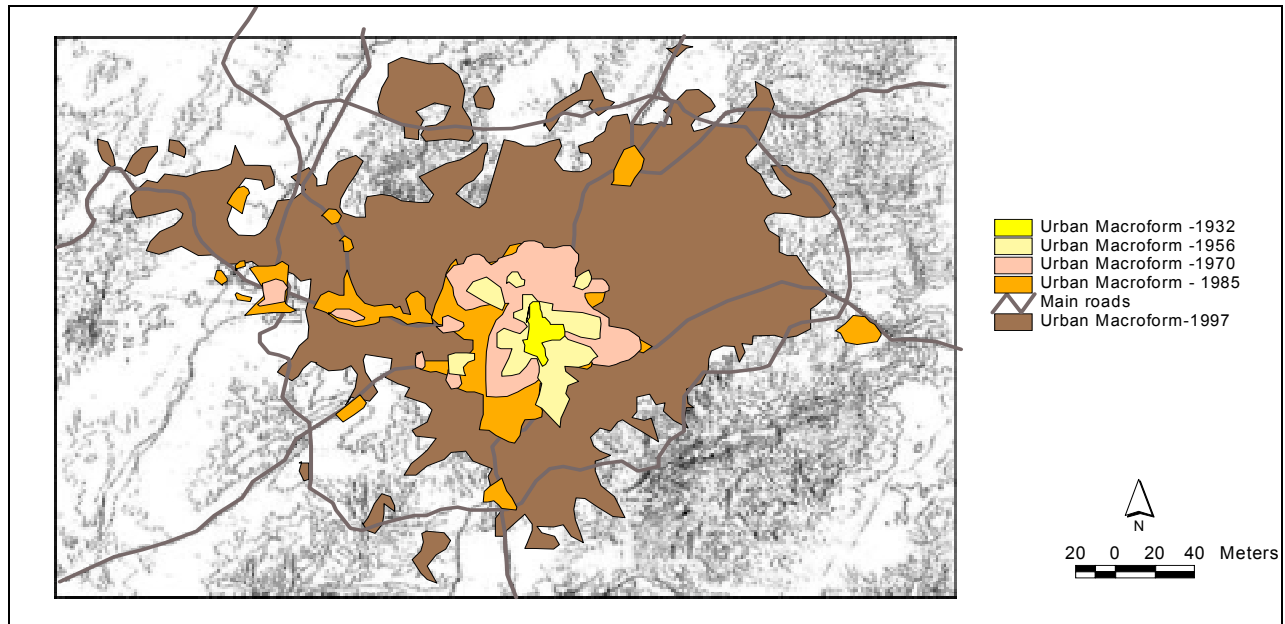 Urban Macroform -1932
Urban Macroform -1956
Urban Macroform -1970
Urban Macroform - 1985
Main roads
Urban Macroform-1997
N
20 0 20 40 Meters